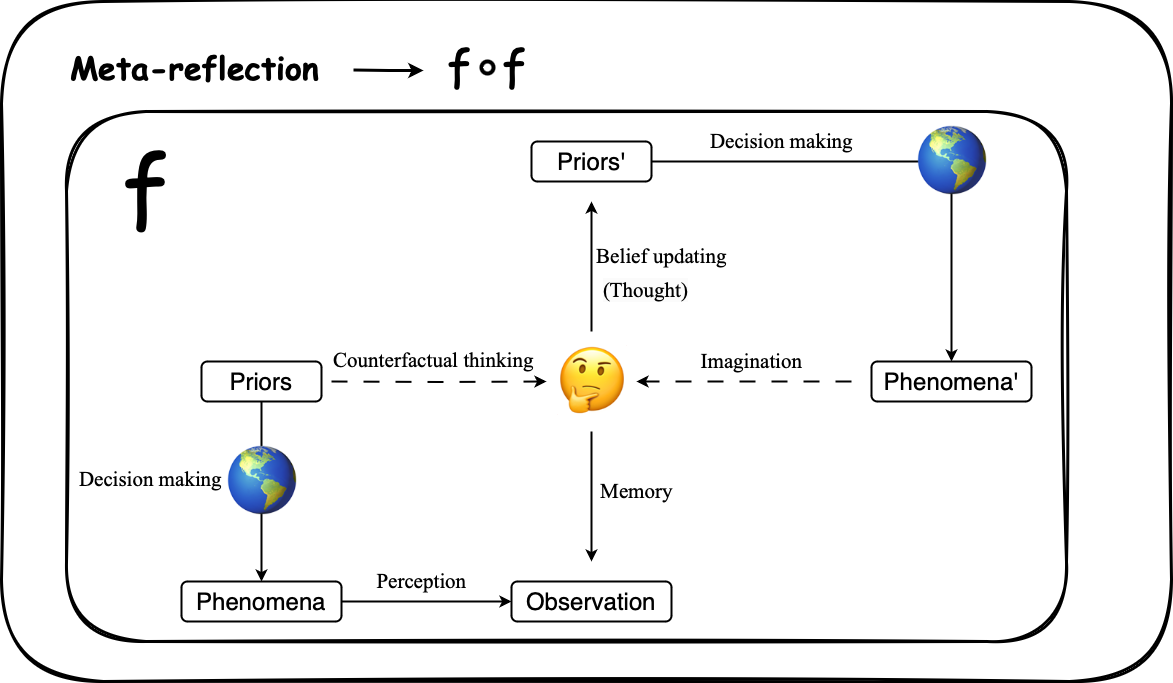 Meta-reflection f∘f
f
Priors'
Decision making
Belief updating
(Thought)
Priors
Counterfactual thinking
Imagination
Phenomena'
Decision making
Memory
Phenomena
Perception
Observation